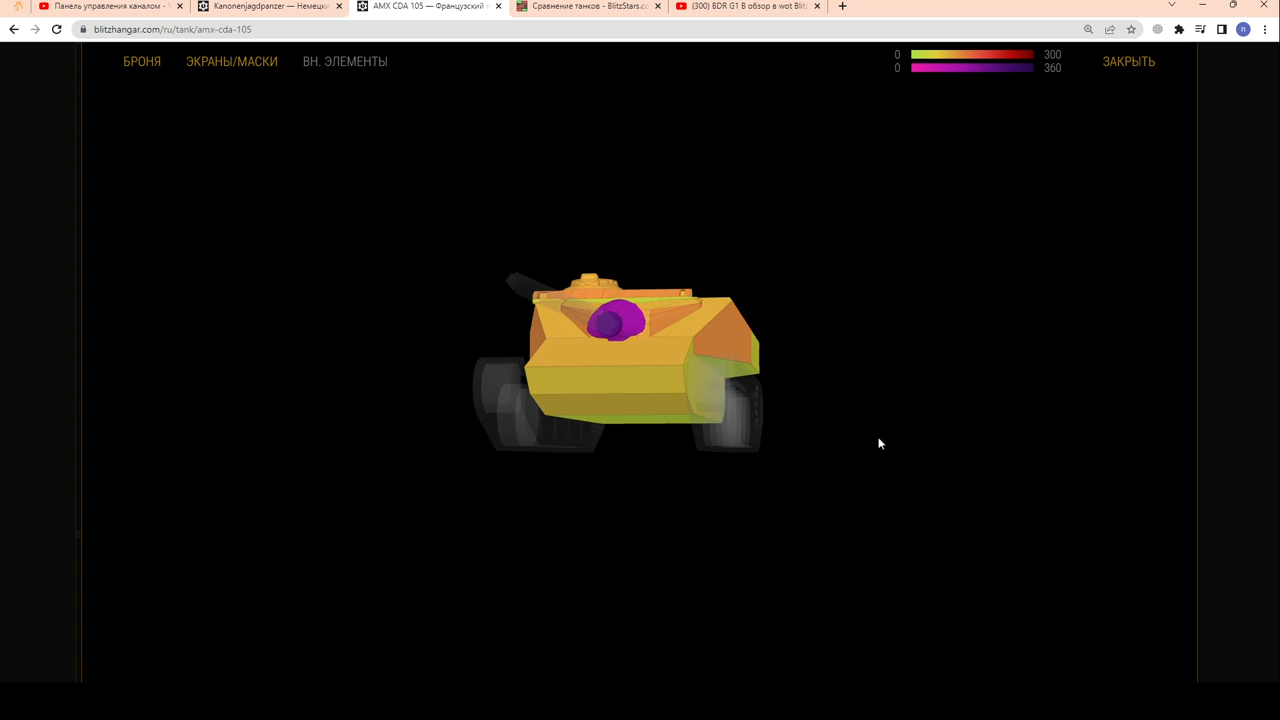 Панель управления каналом -
Kanonenjagdpanzer — Немецки
AMX CDA 105 — Французский
Сравнение танков - BlitzStars.co
(300) BDR G1 B обзор в wot Blitz
blitzhangar.com/ru/tank/amx-cda-105
n
БРОНЯ
ЭКРАНЫ/МАСКИ
ВН. ЭЛЕМЕНТЫ
0 300
0 360
ЗАКРЫТЬ